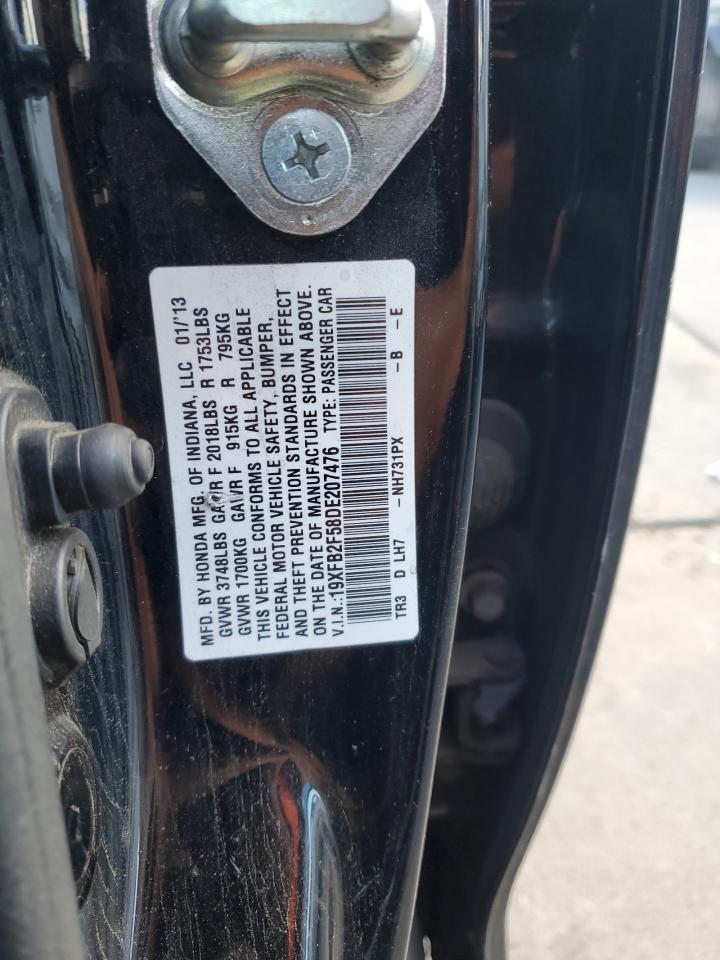 MFD. BY HONDA MFG. OF INDIANA, LLC 01/'13
GVWR 3748LBS GAWR F 2018LBS R 1753LBS
GVWR 1700KG GAWR F 915KG R 795KG
THIS VEHICLE CONFORMS TO ALL APPLICABLE
FEDERAL MOTOR VEHICLE SAFETY, BUMPER,
AND THEFT PREVENTION STANDARDS IN EFFECT
ON THE DATE OF MANUFACTURE SHOWN ABOVE.
V.I.N.:19XFB2F58DE207476 TYPE: PASSENGER CAR
TR3 D LH7 -NH731PX -B -E